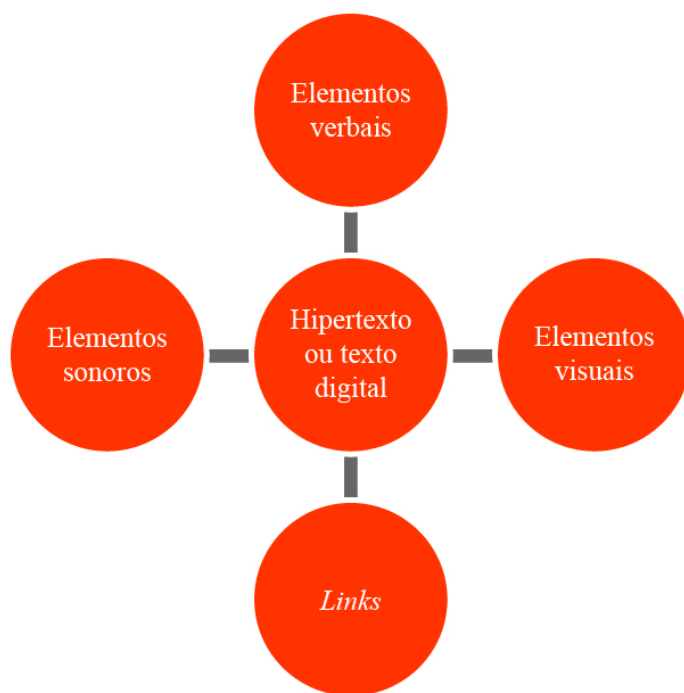 Elementos
verbais
Elementos
sonoros
Hipertexto
ou texto
digital
Elementos
visuais
Links